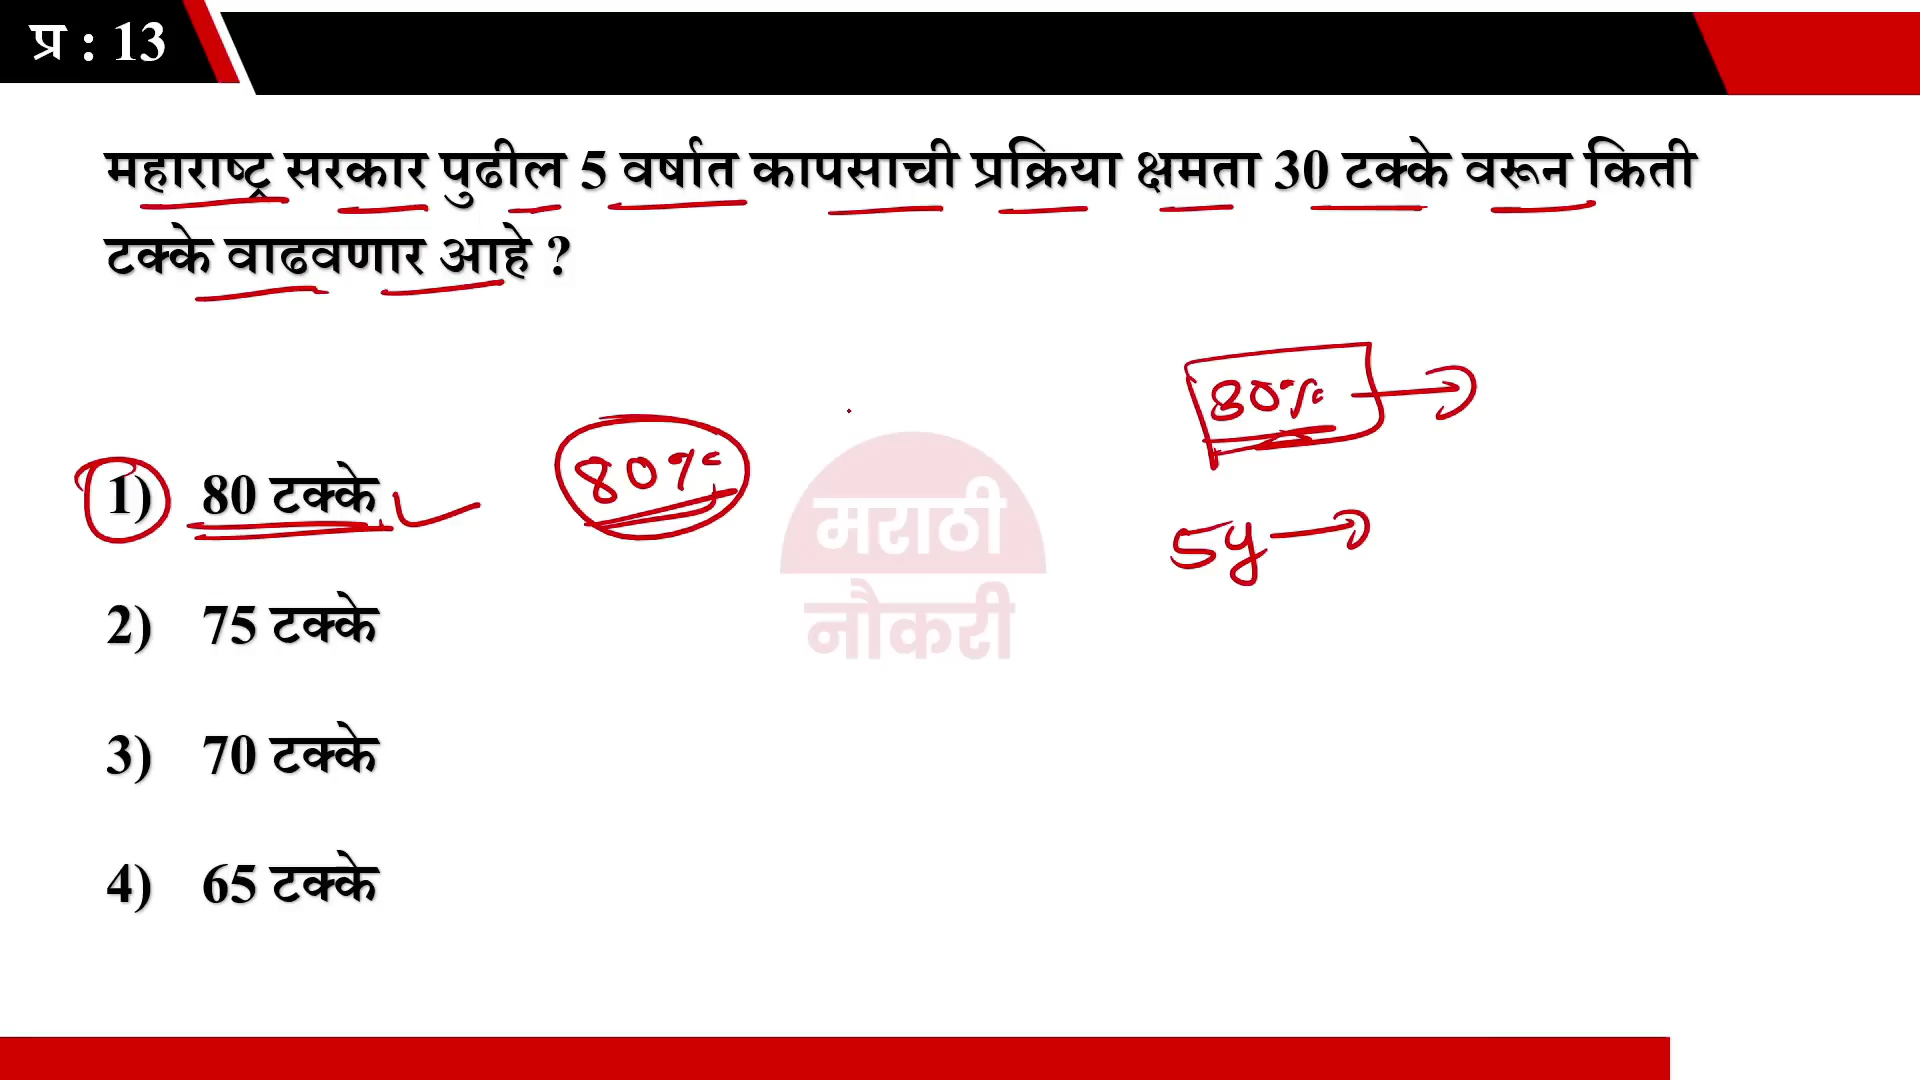 प्र : 13
महाराष्ट्र सरकार पुढील 5 वर्षात कापसाची प्रक्रिया क्षमता 30 टक्के वरून किती
टक्के वाढवणार आहे ?
80%
1) 80 टक्के
80%
मराठी
नौकरी
5y
2) 75 टक्के
3) 70 टक्के
4) 65 टक्के